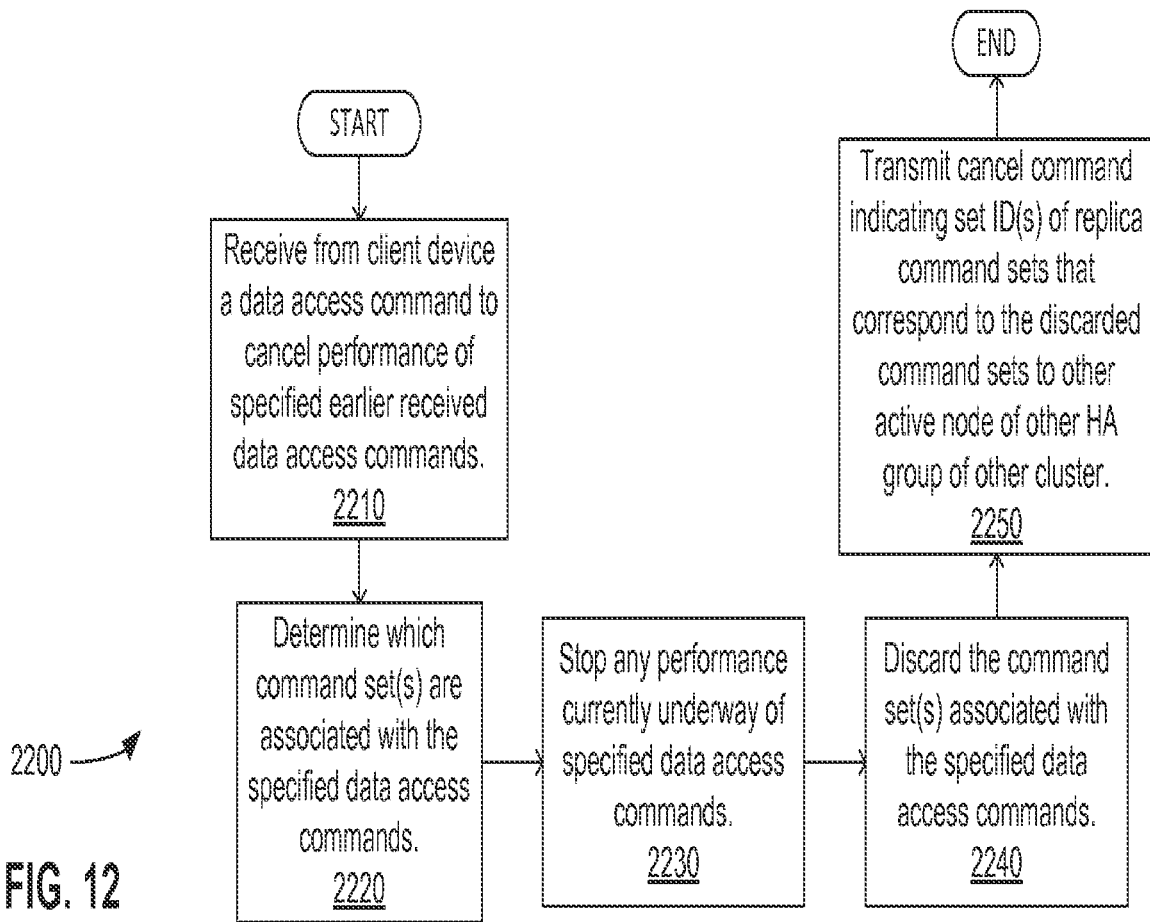 START
Receive from client device
a data access command to
cancel performance of
specified earlier received
data access commands.
2210
Determine which
command set(s) are
associated with the
specified data access
commands.
2220
Stop any performance
currently underway of
specified data access
commands.
2230
Discard the command
set(s) associated with
the specified data
access commands.
2240
Transmit cancel command
indicating set ID(s) of replica
command sets that
correspond to the discarded
command sets to other
active node of other HA
group of other cluster.
2250
END
2200
FIG. 12